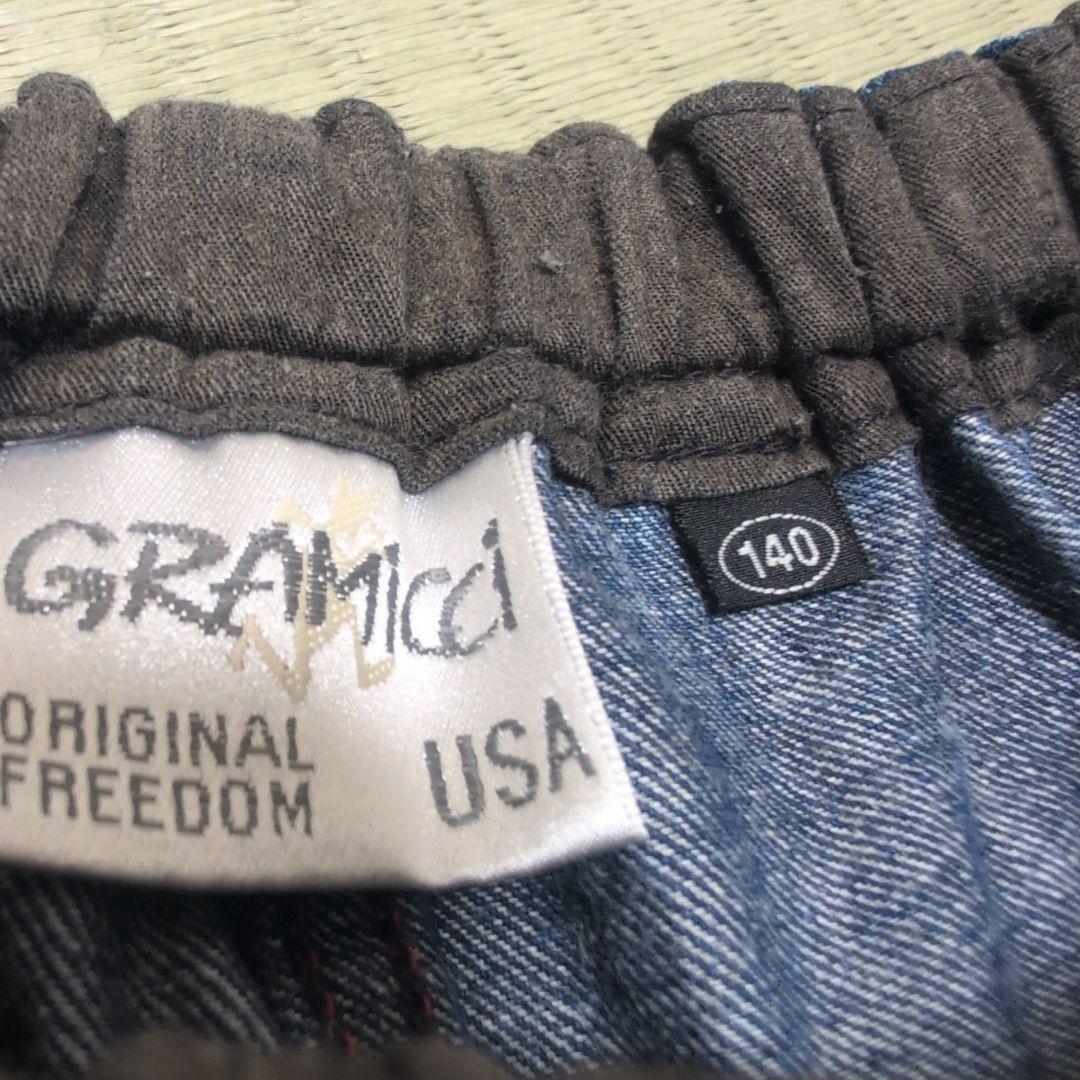 GRAMicci
ORIGINAL
FREEDOM
USA
140